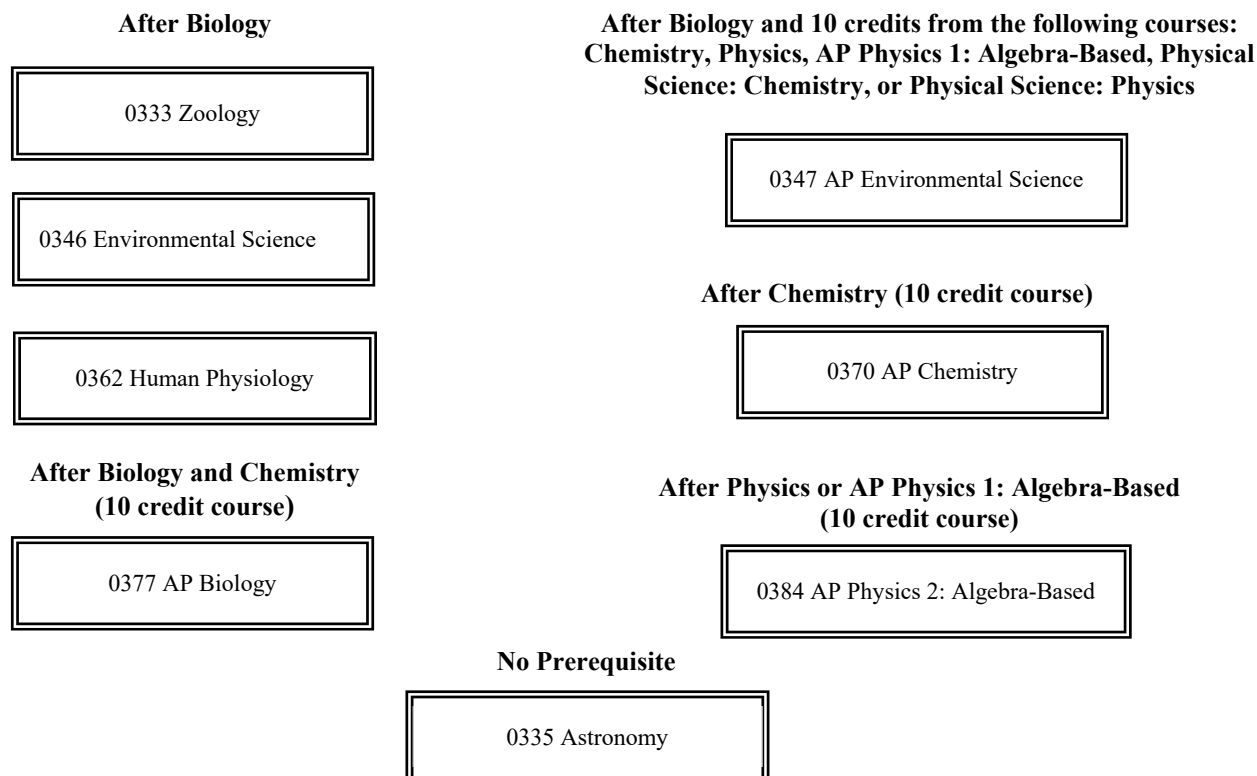 After Biology
0333 Zoology
0346 Environmental Science
0362 Human Physiology
After Biology and Chemistry
(10 credit course)
0377 AP Biology
After Biology and 10 credits from the following courses:
Chemistry, Physics, AP Physics 1: Algebra-Based, Physical
Science: Chemistry, or Physical Science: Physics
0347 AP Environmental Science
After Chemistry (10 credit course)
0370 AP Chemistry
After Physics or AP Physics 1: Algebra-Based
(10 credit course)
0384 AP Physics 2: Algebra-Based
No Prerequisite
0335 Astronomy